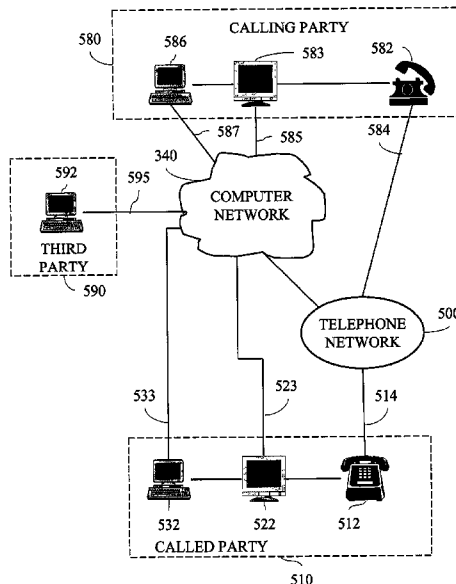 CALLING PARTY
580
586
583
582
587
585
584
340
592
595
COMPUTER
NETWORK
THIRD
PARTY
590
TELEPHONE
NETWORK
500
533
523
514
532
522
512
CALLED PARTY
510